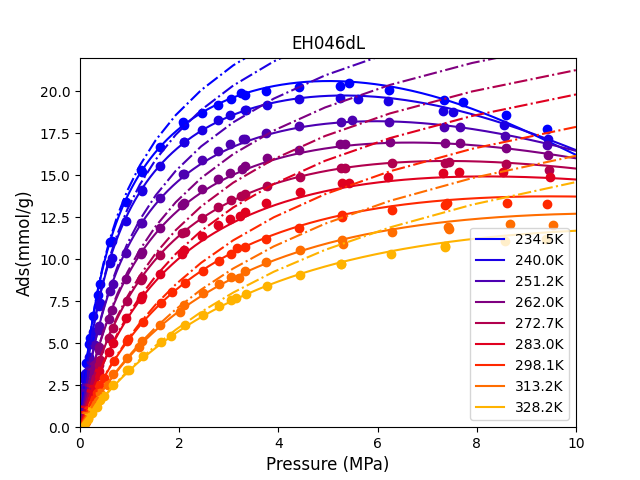 EH046dL
Ads(mmol/g)
20.0
17.5
15.0
12.5
10.0
7.5
5.0
2.5
0.0
0 2 4 6 8 10
Pressure (MPa)
234.5K
240.0K
251.2K
262.0K
272.7K
283.0K
298.1K
313.2K
328.2K